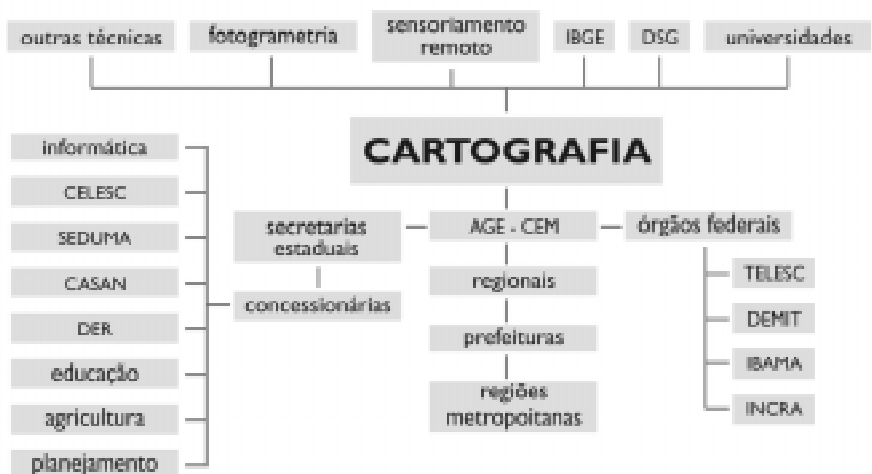 outras técnicas
fotogrametria
sensoriamento
remoto
IBGE
DSG
universidades
CARTOGRAFIA
informática
CELESC
SEDUMA
CASAN
DER
educação
agricultura
planejamento
secretarias
estaduais
concessionárias
AGE - CEM
regionais
prefeituras
regiões
metropoitanas
órgãos federais
TELESC
DEMIT
IBAMA
INCRA